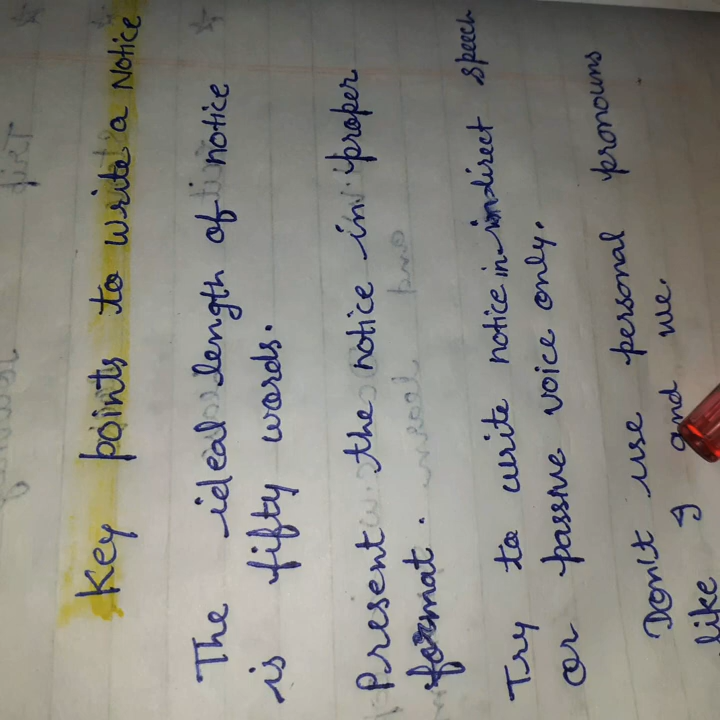 Key points to write a Notice
The ideal length of notice
is fifty words.
Present the notice in proper
format.
Try to write notice in indirect speech
or passive voice only.
Don't use personal pronouns
like I and we.